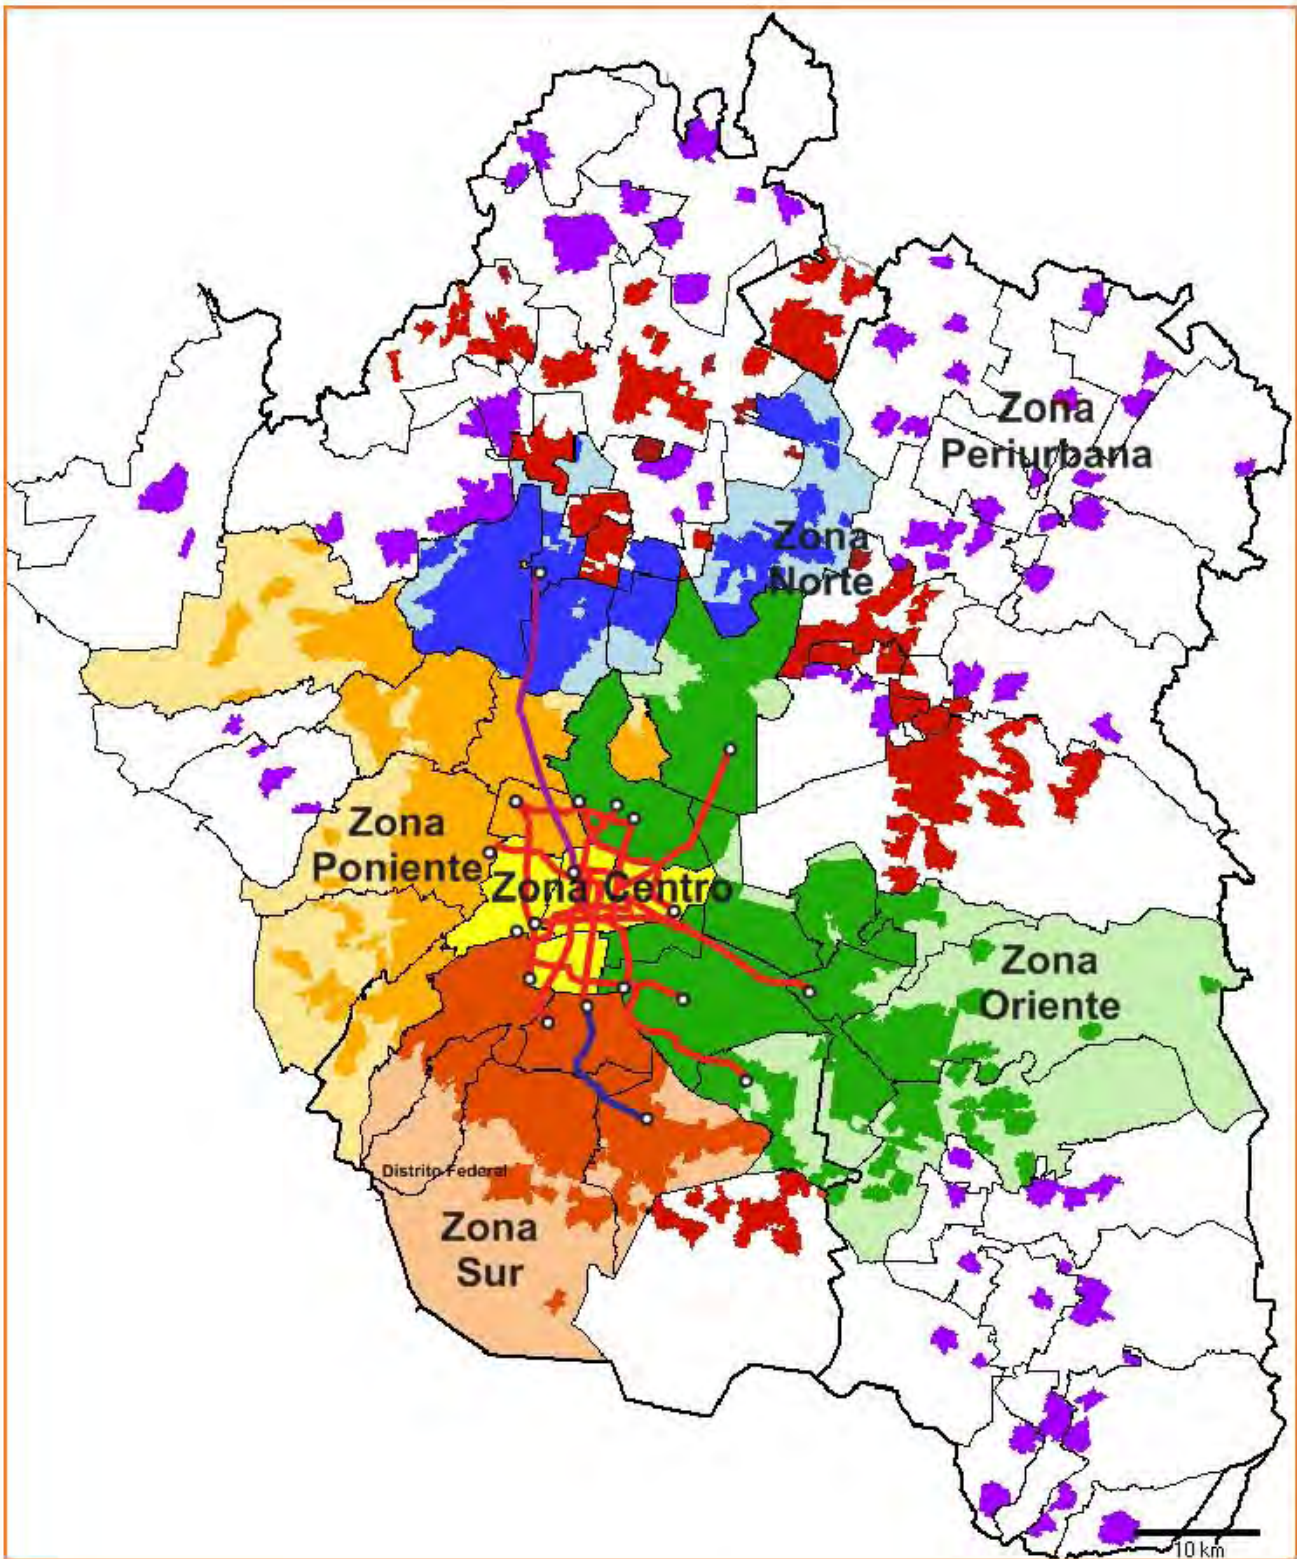 Zona
Periurbana
Zona
Norte
Zona
Poniente
Zona Centro
Zona
Oriente
Distrito Federal
Zona
Sur
10 km